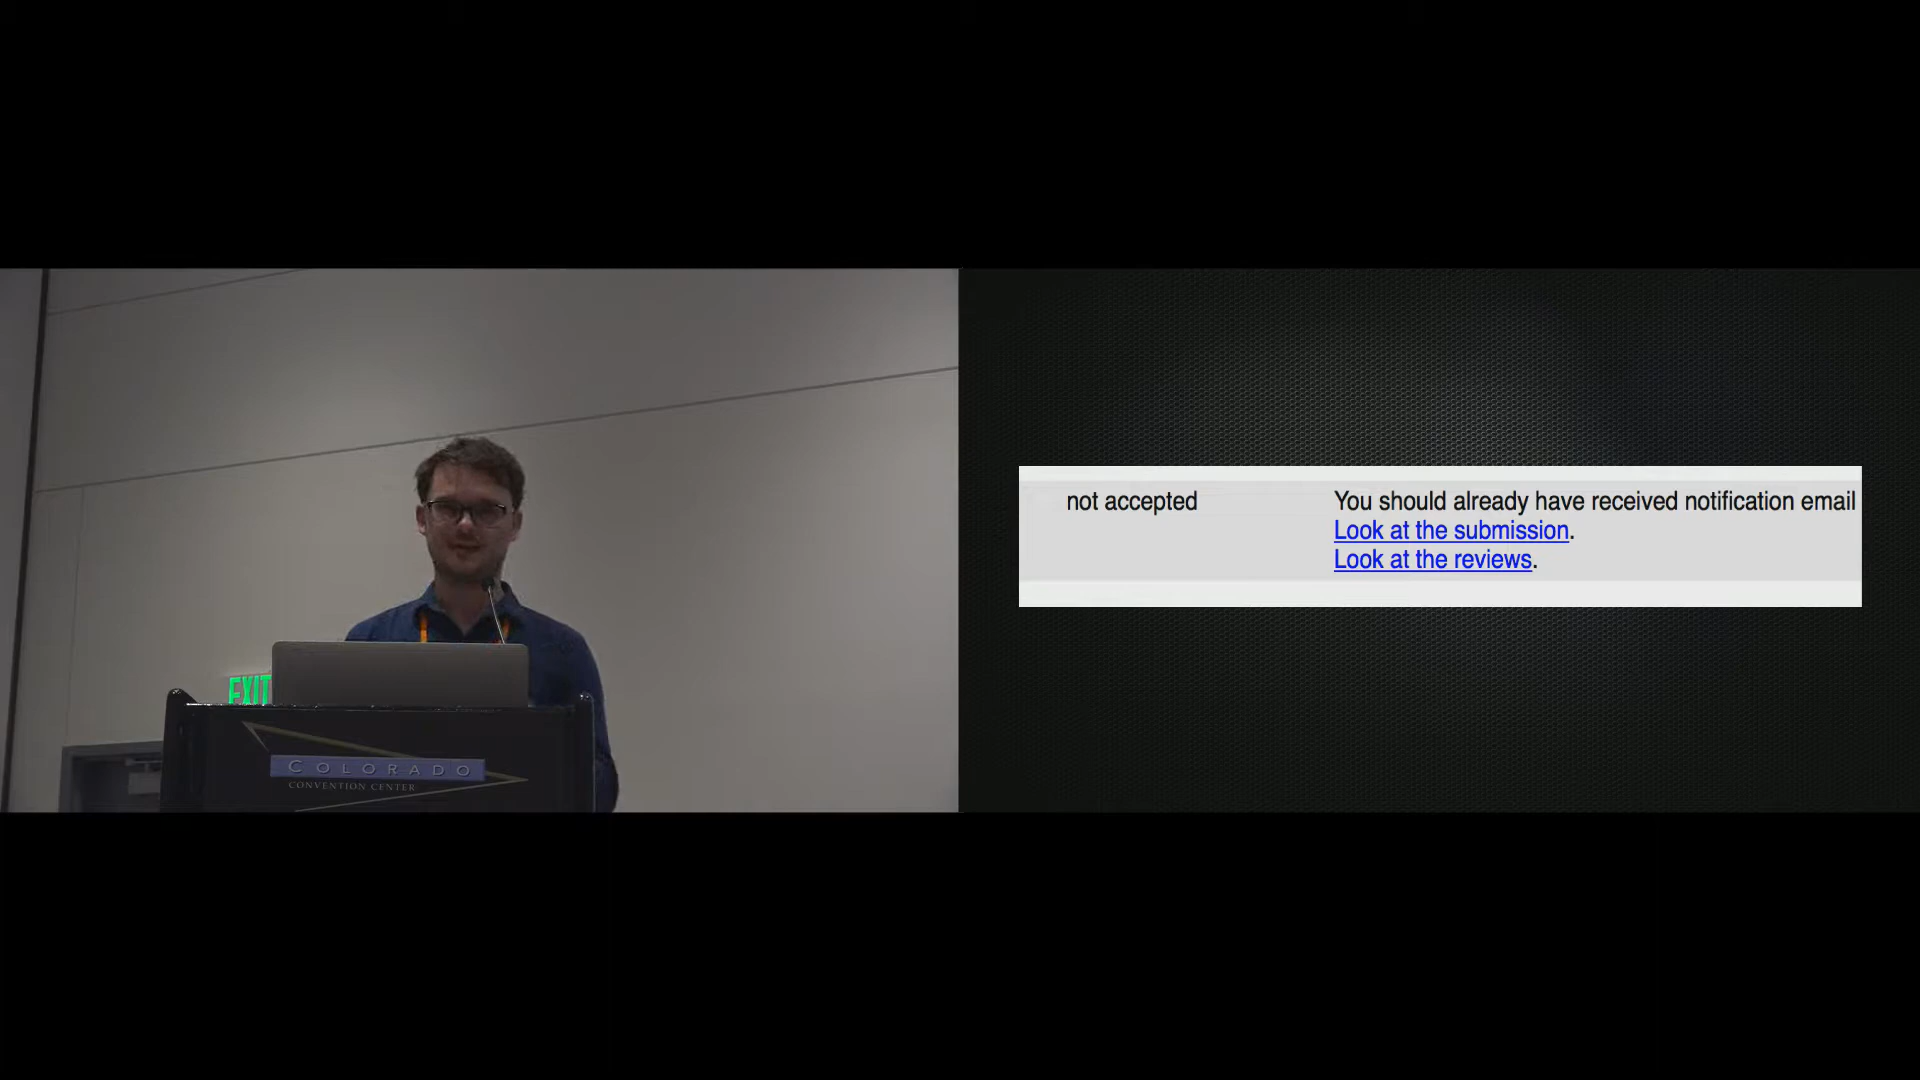 EXIT
COLORADO
CONVENTION CENTER
not accepted
You should already have received notification email
Look at the submission.
Look at the reviews.